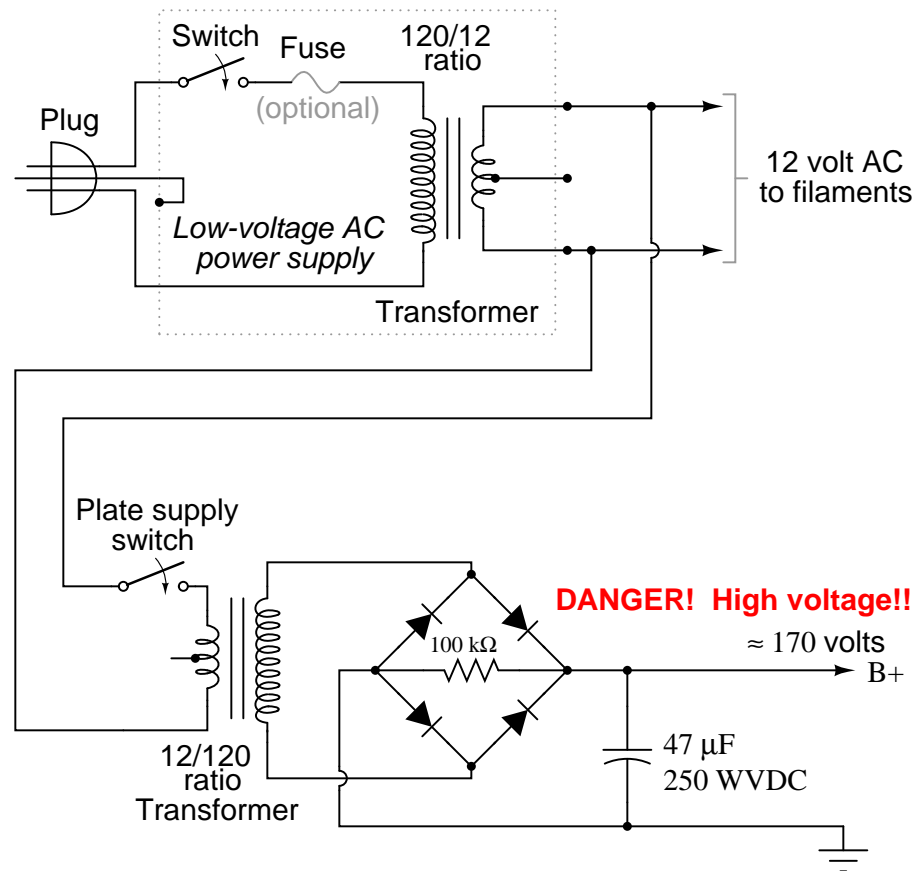 Switch
Fuse
(optional)
120/12
ratio
Plug
12 volt AC
to filaments
Low-voltage AC
power supply
Transformer
Plate supply
switch
DANGER! High voltage!!
100 kΩ
≈ 170 volts
B+
12/120
ratio
Transformer
47 μF
250 WVDC